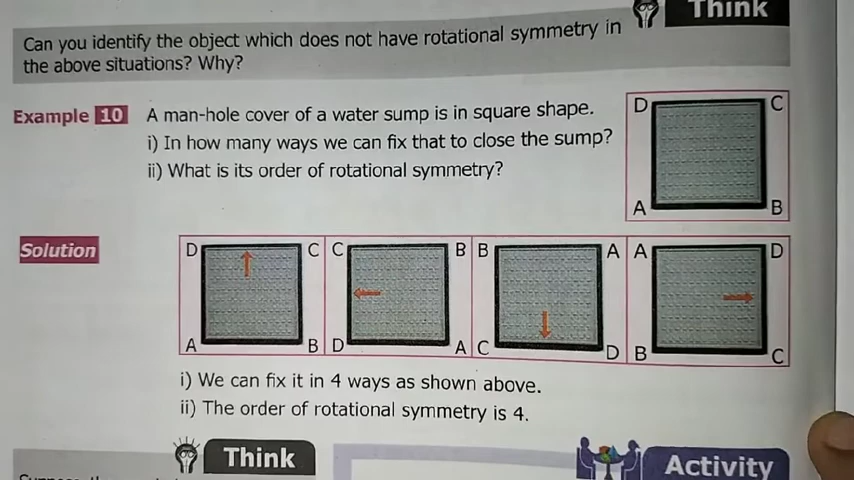 Think
Can you identify the object which does not have rotational symmetry in
the above situations? Why?
Example 10 A man-hole cover of a water sump is in square shape.
i) In how many ways we can fix that to close the sump?
ii) What is its order of rotational symmetry?
D C
A B
Solution
D C C B B A A D
A B D A C D B C
i) We can fix it in 4 ways as shown above.
ii) The order of rotational symmetry is 4.
Think
Activity